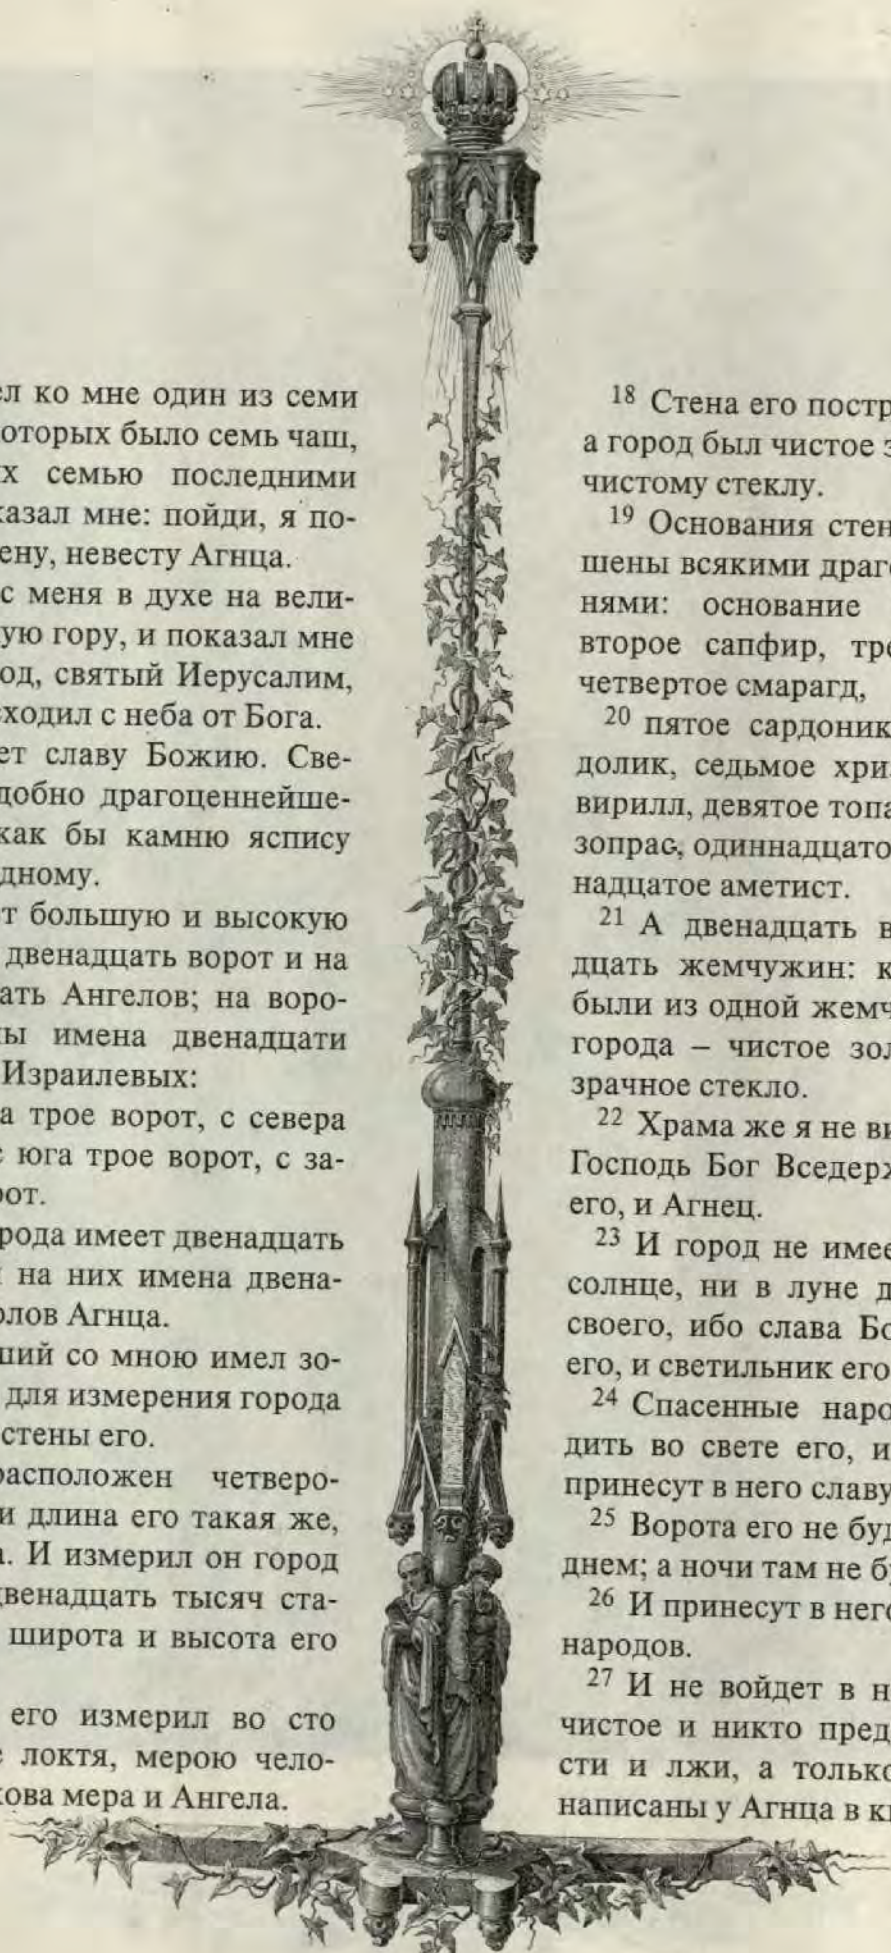 ел ко мне один из семи
оторых было семь чаш,
х семью последними
казал мне: пойди, я по-
ену, невесту Агнца.
с меня в духе на вели-
ую гору, и показал мне
од, святый Иерусалим,
сходил с неба от Бога.
ет славу Божию. Све-
добно драгоценнейше-
как бы камню яспису
дному.
т большую и высокую
двенадцать ворот и на
ать Ангелов; на воро-
ы имена двенадцати
Израилевых:
а трое ворот, с севера
с юга трое ворот, с за-
рот.
рода имеет двенадцать
и на них имена двена-
олов Агнца.
ший со мною имел зо-
для измерения города
стены его.
расположен четверо-
и длина его такая же,
а. И измерил он город
двенадцать тысяч ста-
широта и высота его
его измерил во сто
е локтя, мерою чело-
кова мера и Ангела.
18 Стена его постр
а город был чистое з
чистому стеклу.
19 Основания стен
шены всякими драго
нями: основание
второе сапфир, тре
четвертое смарагд,
20 пятое сардоник
долик, седьмое хри
вирилл, девятое топа
зопрас, одиннадцато
надцатое аметист.
21 А двенадцать в
дцать жемчужин: к
были из одной жемч
города – чистое зол
зрачное стекло.
22 Храма же я не ви
Господь Бог Вседерж
его, и Агнец.
23 И город не имее
солнце, ни в луне д
своего, ибо слава Бо
его, и светильник его
24 Спасенные наро
дить во свете его, и
принесут в него славу
25 Ворота его не буд
днем; а ночи там не б
26 И принесут в него
народов.
27 И не войдет в н
чистое и никто пред
сти и лжи, а только
написаны у Агнца в к